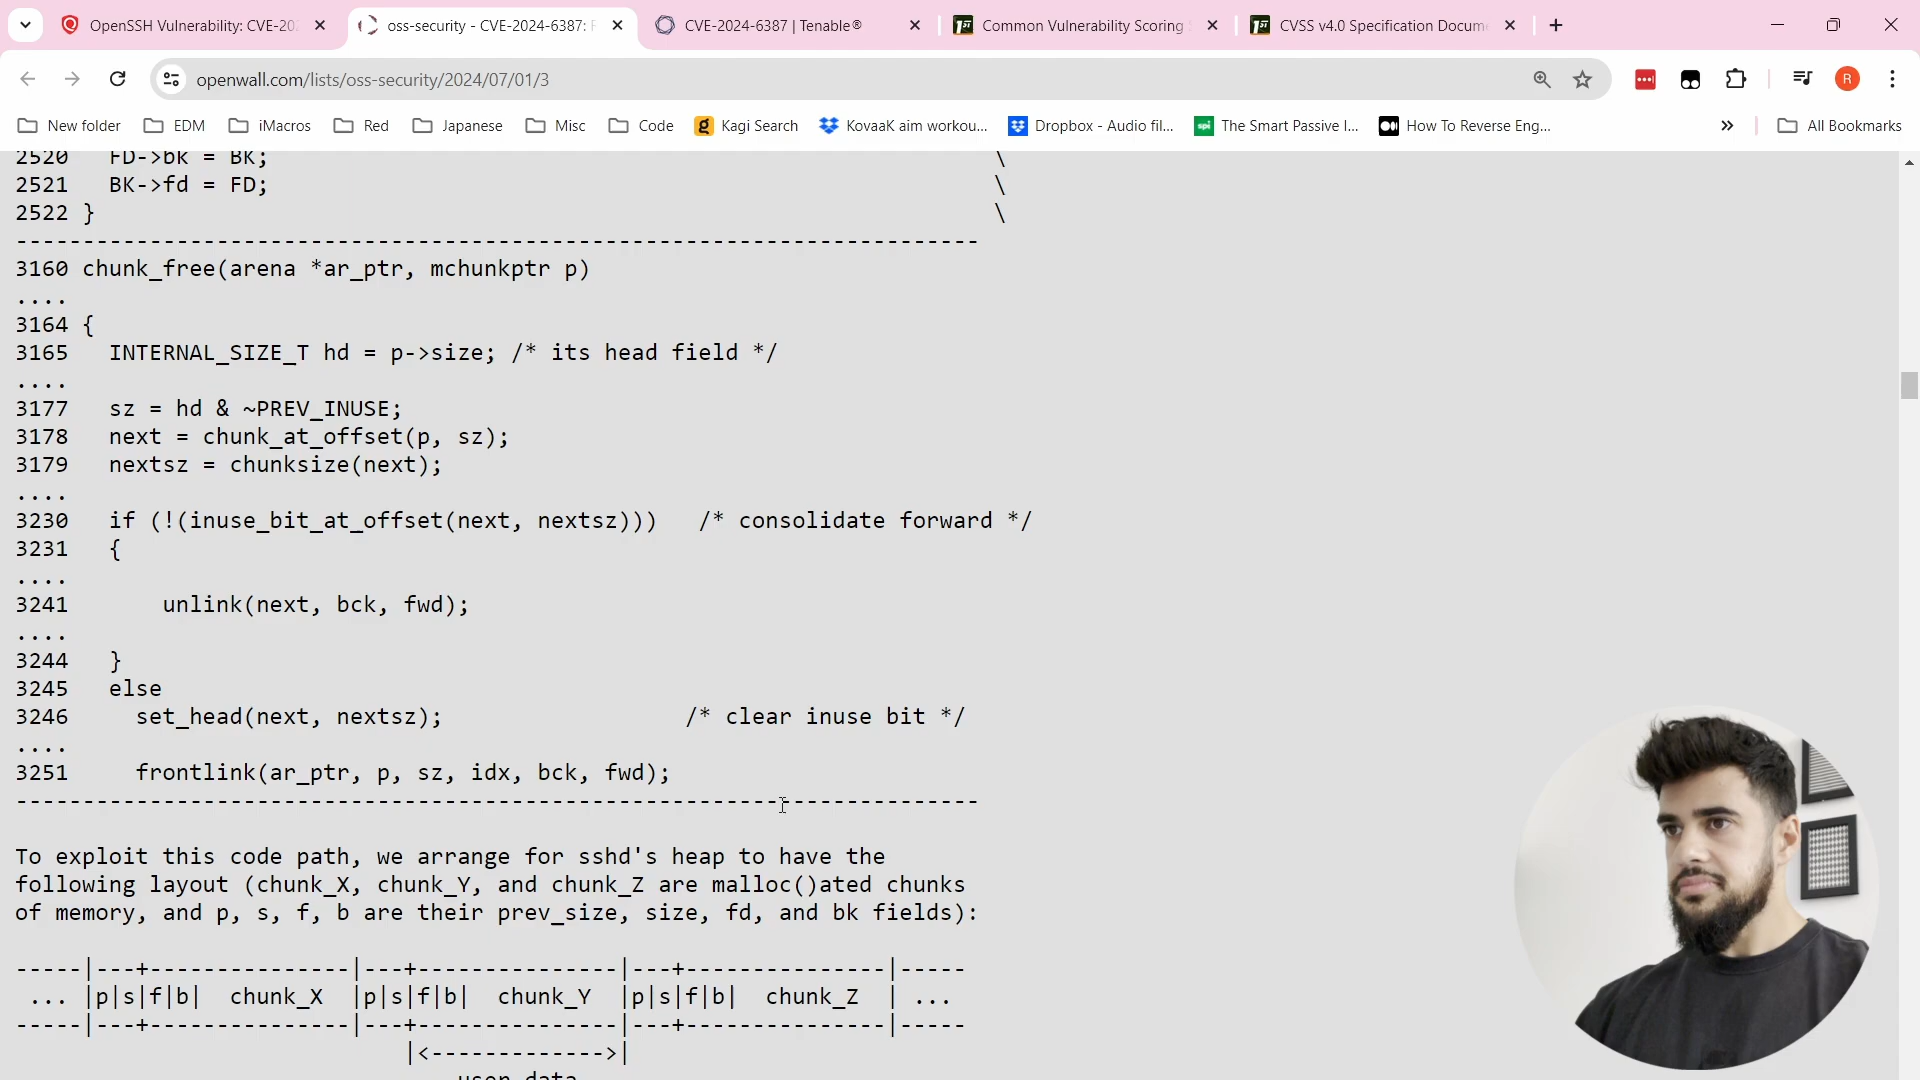 OpenSSH Vulnerability: CVE-20
oss-security - CVE-2024-6387: R
CVE-2024-6387 | Tenable®
Common Vulnerability Scoring
CVSS v4.0 Specification Docum
openwall.com/lists/oss-security/2024/07/01/3
R
New folder
EDM
iMacros
Red
Japanese
Misc
Code
Kagi Search
KovaaK aim workou...
Dropbox - Audio fil...
The Smart Passive I...
How To Reverse Eng...
All Bookmarks
2520   FD->bk = BK;                                                      \
2521   BK->fd = FD;                                                      \
2522 }                                                                   \
------------------------------------------------------------------------
3160 chunk_free(arena *ar_ptr, mchunkptr p)
....
3164 {
3165   INTERNAL_SIZE_T hd = p->size; /* its head field */
....
3177   sz = hd & ~PREV_INUSE;
3178   next = chunk_at_offset(p, sz);
3179   nextsz = chunksize(next);
....
3230   if (!(inuse_bit_at_offset(next, nextsz)))   /* consolidate forward */
3231   {
....
3241       unlink(next, bck, fwd);
....
3244   }
3245   else
3246     set_head(next, nextsz);                  /* clear inuse bit */
....
3251     frontlink(ar_ptr, p, sz, idx, bck, fwd);
------------------------------------------------------------------------
To exploit this code path, we arrange for sshd's heap to have the
following layout (chunk_X, chunk_Y, and chunk_Z are malloc()ated chunks
of memory, and p, s, f, b are their prev_size, size, fd, and bk fields):
-----|---+---------------|---+---------------|---+---------------|-----
 ... |p|s|f|b|  chunk_X  |p|s|f|b|  chunk_Y  |p|s|f|b|  chunk_Z  | ...
-----|---+---------------|---+---------------|---+---------------|-----
                             |<------------->|
                                user data